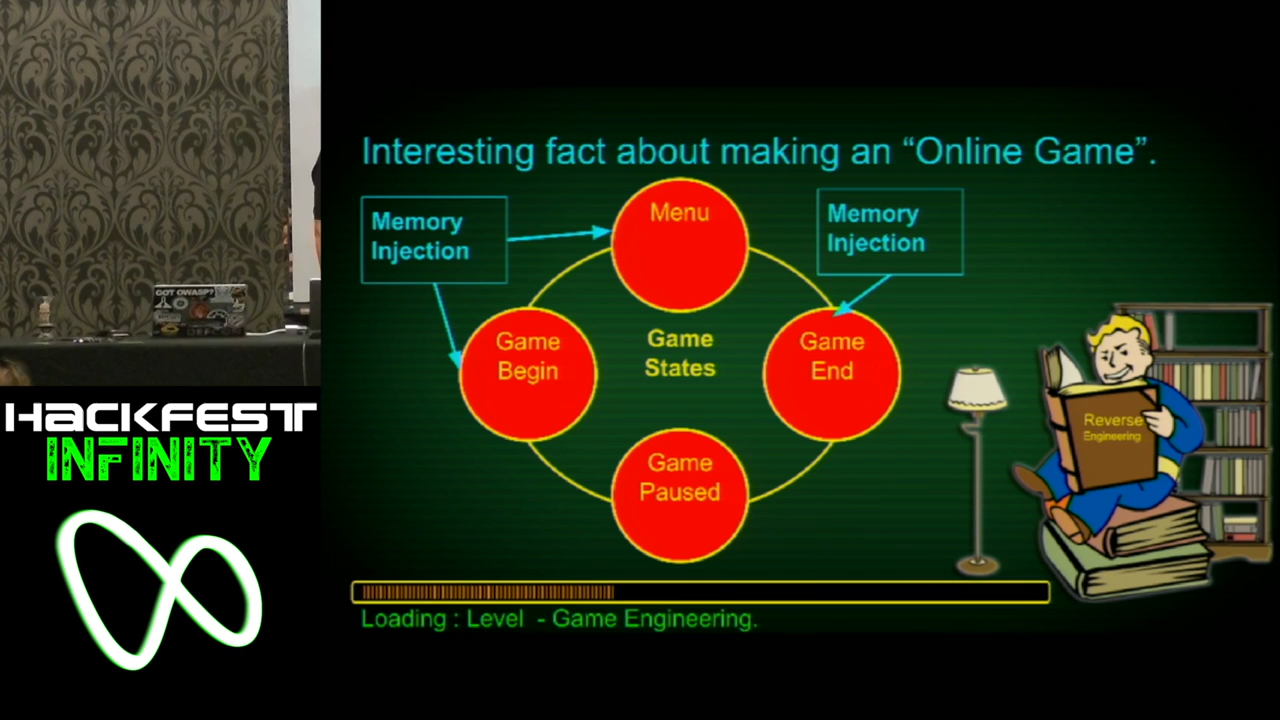 Interesting fact about making an “Online Game”.
Memory
Injection
Menu
Memory
Injection
Game
Begin
Game
States
Game
End
Game
Paused
Reverse
Engineering
Loading : Level  - Game Engineering.
GOT OWASP?
HACKFEST
INFINITY